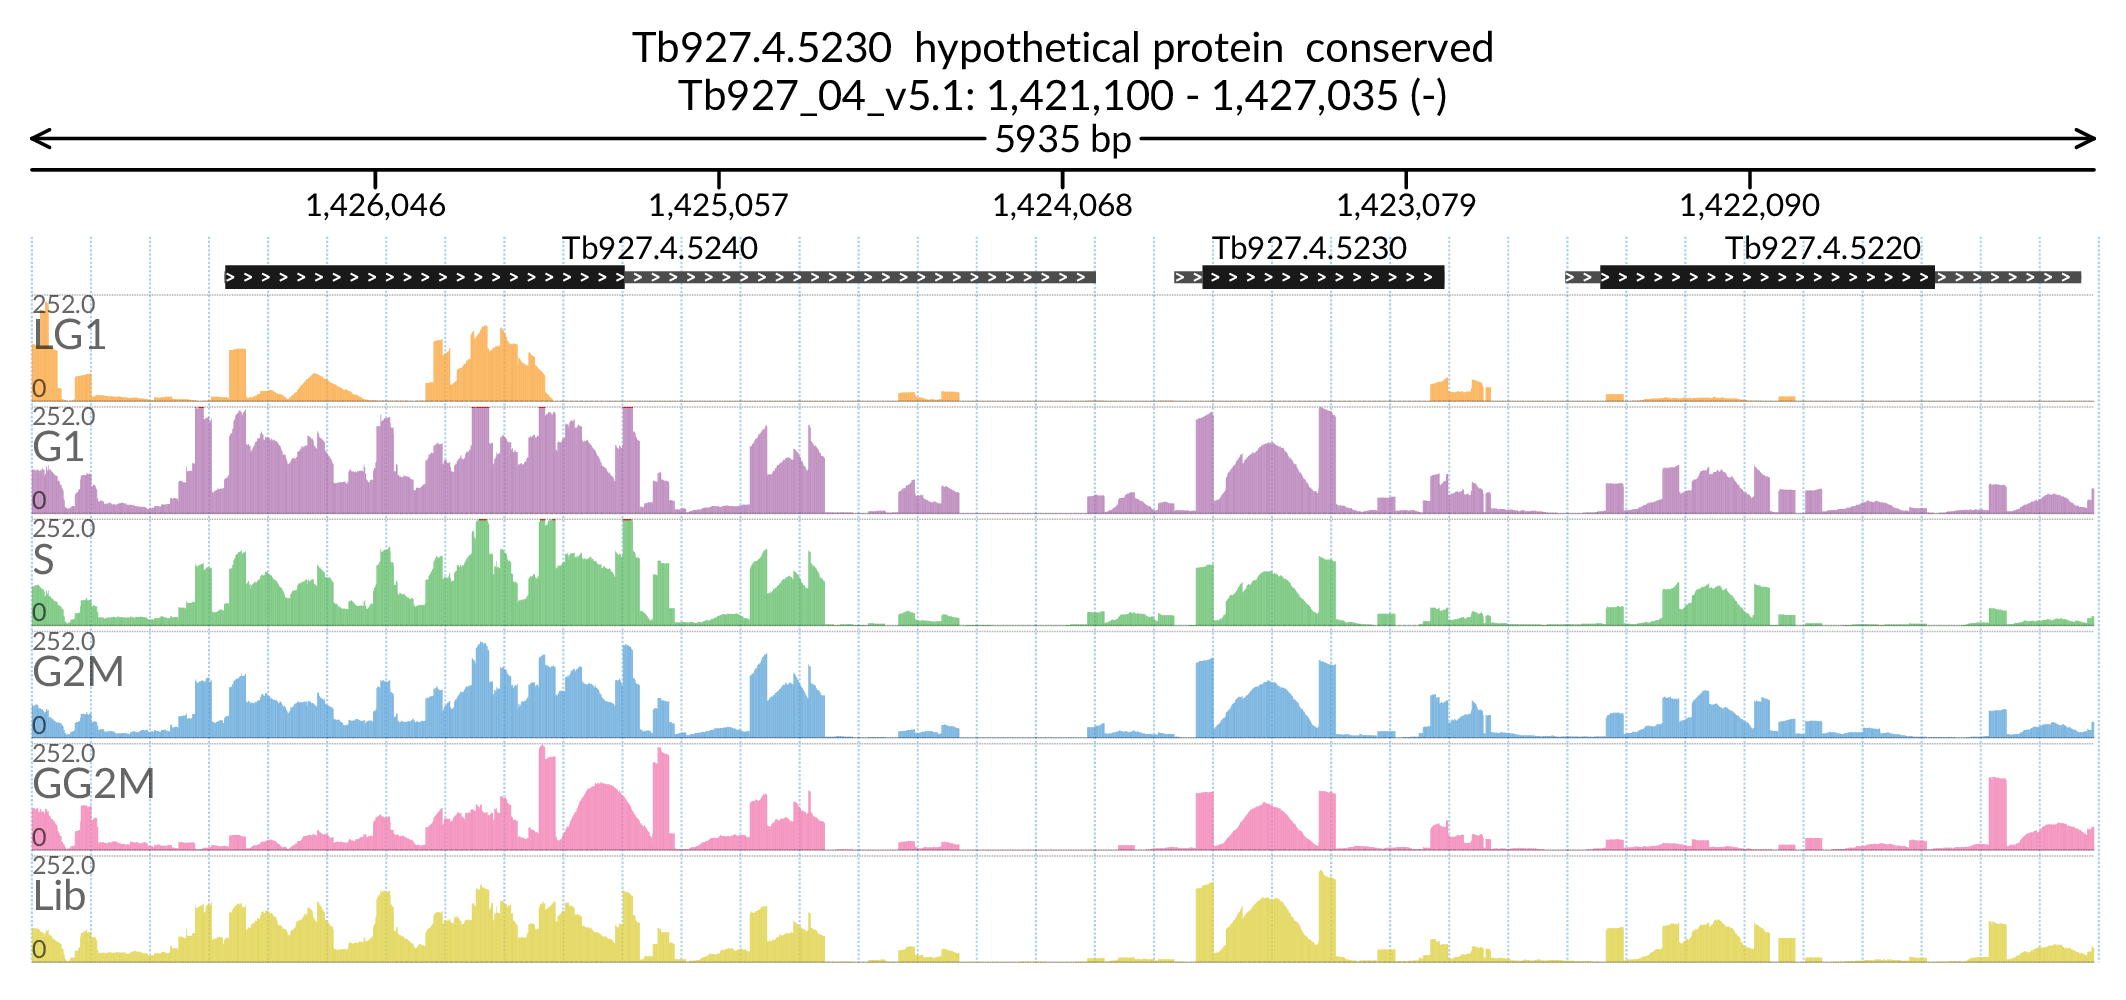 Tb927.4.5230  hypothetical protein  conserved
Tb927_04_v5.1: 1,421,100 - 1,427,035 (-)
5935 bp
1,426,046 1,425,057 1,424,068 1,423,079 1,422,090
Tb927.4.5240 Tb927.4.5230 Tb927.4.5220
252.0
LG1
0
252.0
G1
0
252.0
S
0
252.0
G2M
0
252.0
GG2M
0
252.0
Lib
0